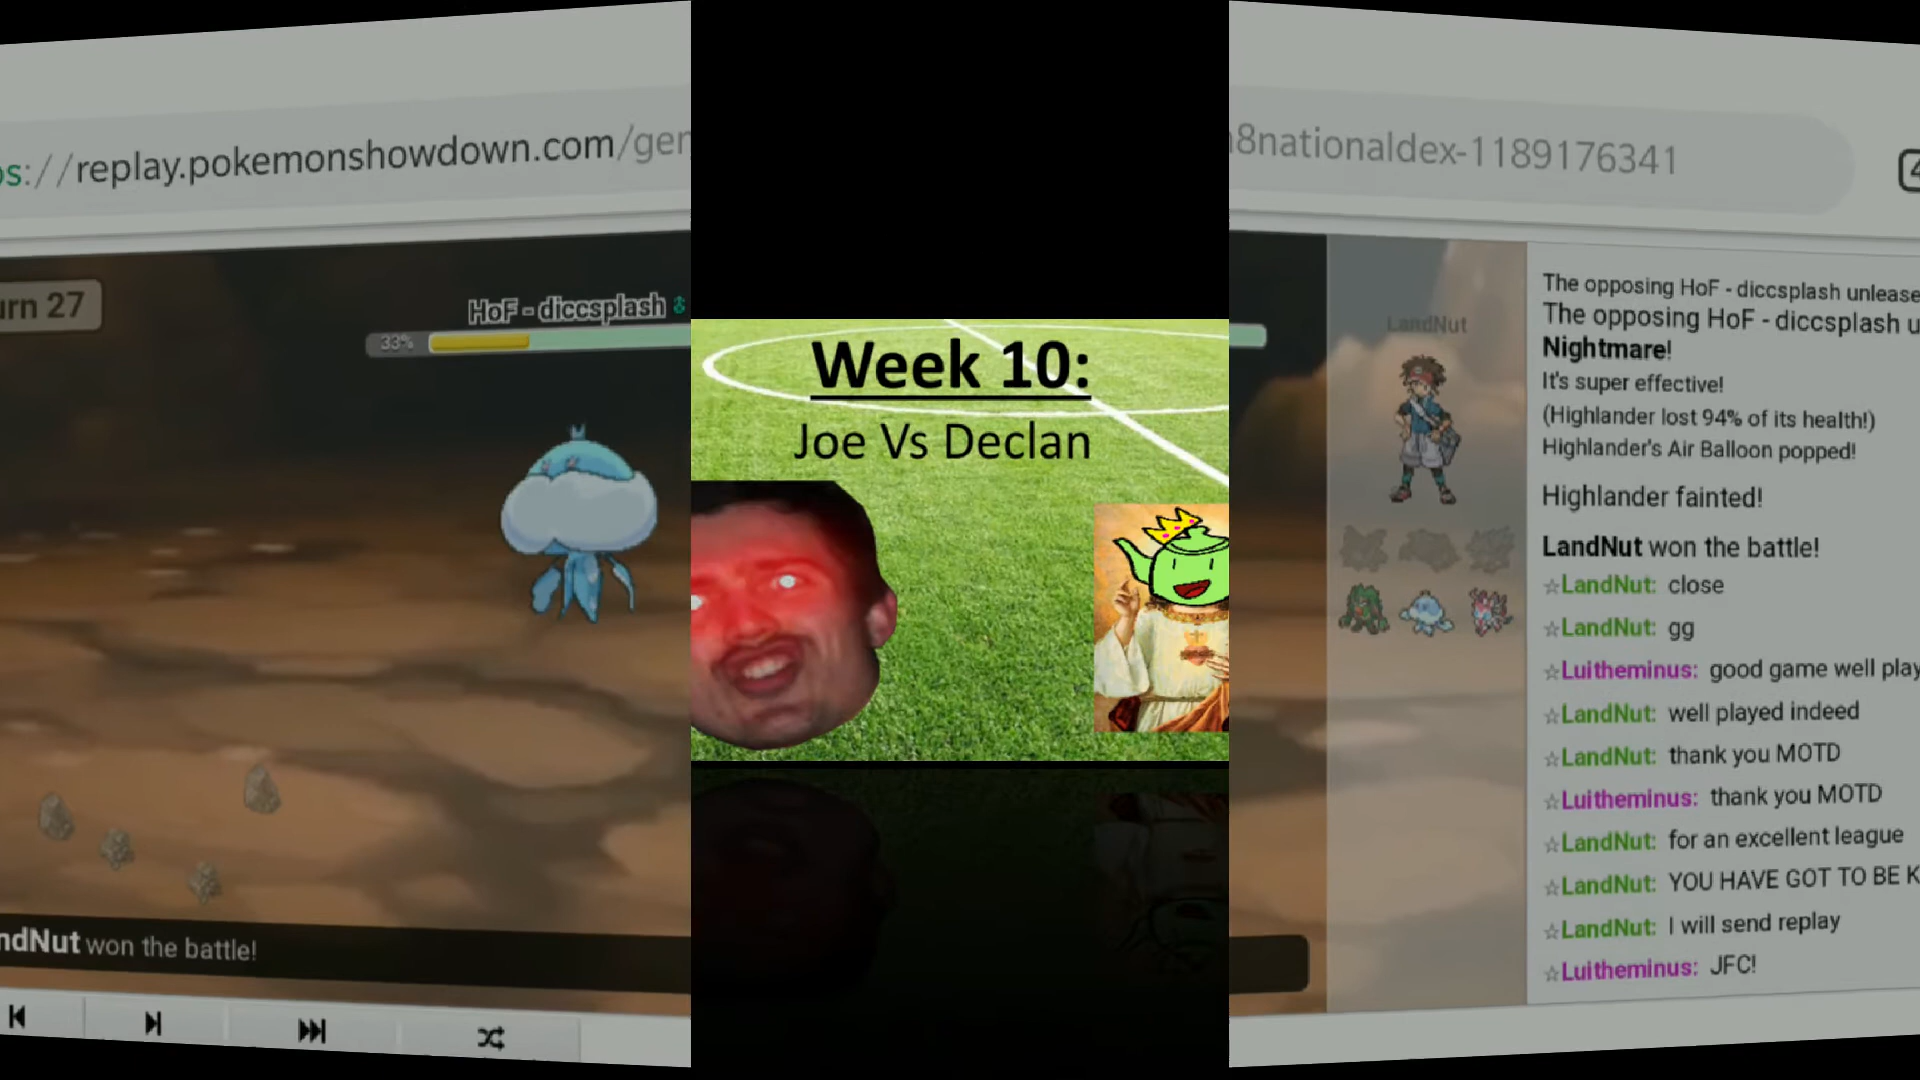 s://replay.pokemonshowdown.com/gen
urn 27
HoF - diccsplash
33%
ndNut won the battle!
Week 10:
Joe Vs Declan
8nationaldex-1189176341
4
LandNut
The opposing HoF - diccsplash unlease
The opposing HoF - diccsplash u
Nightmare!
It's super effective!
(Highlander lost 94% of its health!)
Highlander's Air Balloon popped!
Highlander fainted!
LandNut won the battle!
☆LandNut: close
☆LandNut: gg
☆Luitheminus: good game well play
☆LandNut: well played indeed
☆LandNut: thank you MOTD
☆Luitheminus: thank you MOTD
☆LandNut: for an excellent league
☆LandNut: YOU HAVE GOT TO BE K
☆LandNut: I will send replay
☆Luitheminus: JFC!